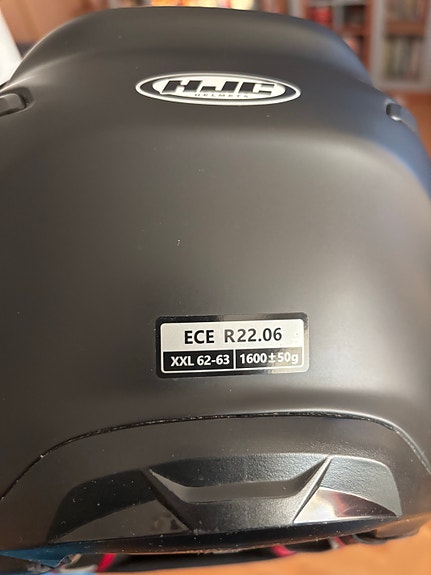 HJC
HELMETS
ECE R22.06
XXL 62-63 1600±50g